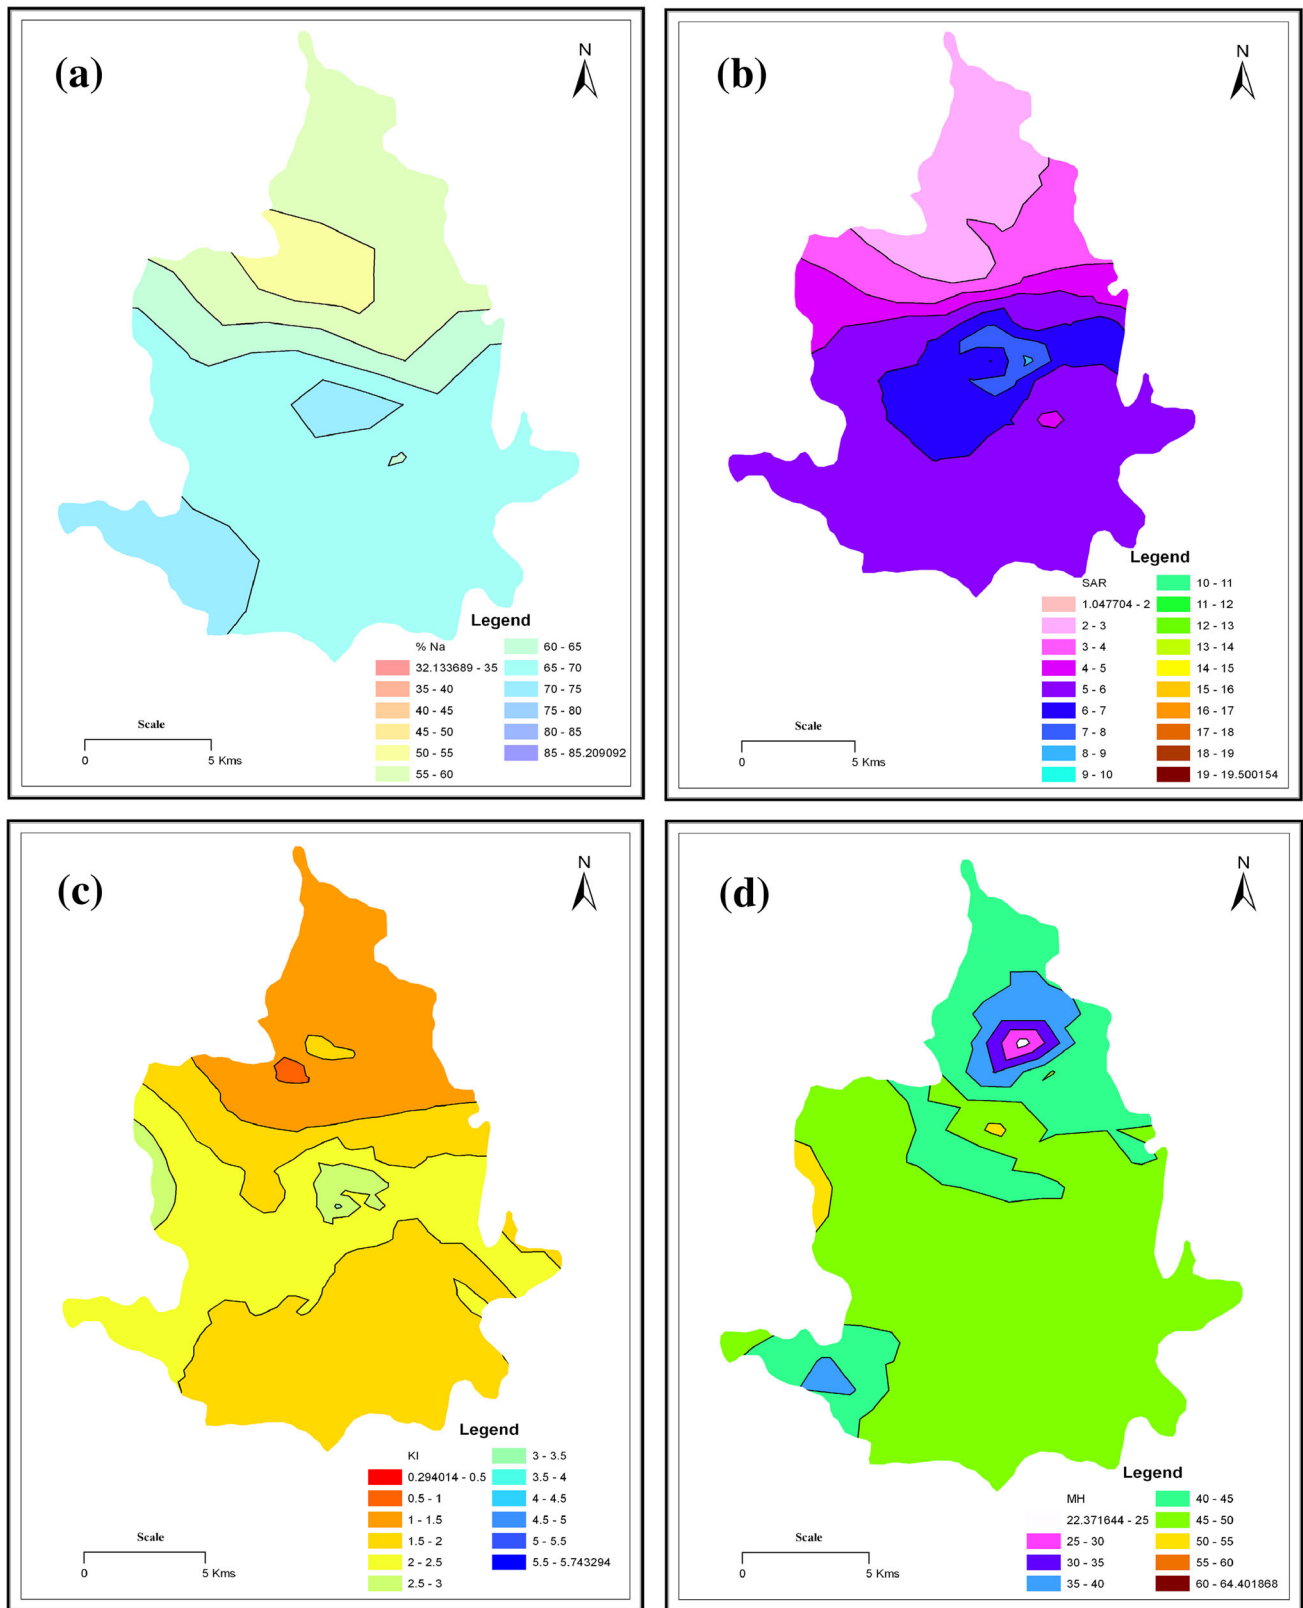 (a)
N
Legend
% Na
32.133689 - 35
35 - 40
40 - 45
45 - 50
50 - 55
55 - 60
60 - 65
65 - 70
70 - 75
75 - 80
80 - 85
85 - 85.209092
Scale
0 5 Kms
(b)
N
Legend
SAR
1.047704 - 2
2 - 3
3 - 4
4 - 5
5 - 6
6 - 7
7 - 8
8 - 9
9 - 10
10 - 11
11 - 12
12 - 13
13 - 14
14 - 15
15 - 16
16 - 17
17 - 18
18 - 19
19 - 19.500154
Scale
0 5 Kms
(c)
N
Legend
KI
0.294014 - 0.5
0.5 - 1
1 - 1.5
1.5 - 2
2 - 2.5
2.5 - 3
3 - 3.5
3.5 - 4
4 - 4.5
4.5 - 5
5 - 5.5
5.5 - 5.743294
Scale
0 5 Kms
(d)
N
Legend
MH
22.371644 - 25
25 - 30
30 - 35
35 - 40
40 - 45
45 - 50
50 - 55
55 - 60
60 - 64.401868
Scale
0 5 Kms